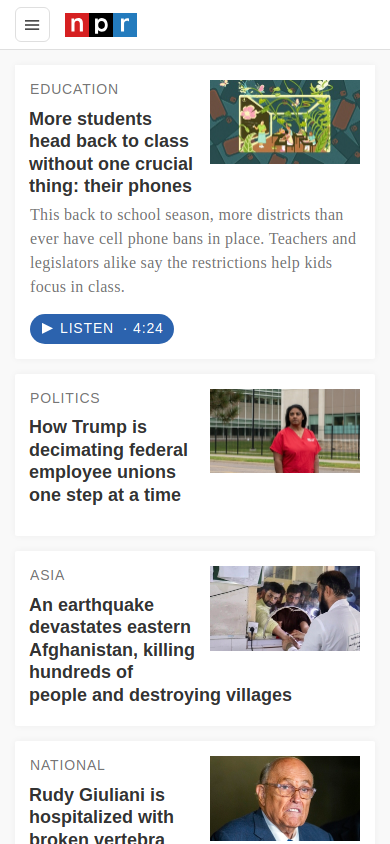 npr
EDUCATION
More students
head back to class
without one crucial
thing: their phones
This back to school season, more districts than
ever have cell phone bans in place. Teachers and
legislators alike say the restrictions help kids
focus in class.
LISTEN · 4:24
POLITICS
How Trump is
decimating federal
employee unions
one step at a time
ASIA
An earthquake
devastates eastern
Afghanistan, killing
hundreds of
people and destroying villages
NATIONAL
Rudy Giuliani is
hospitalized with
broken vertebra